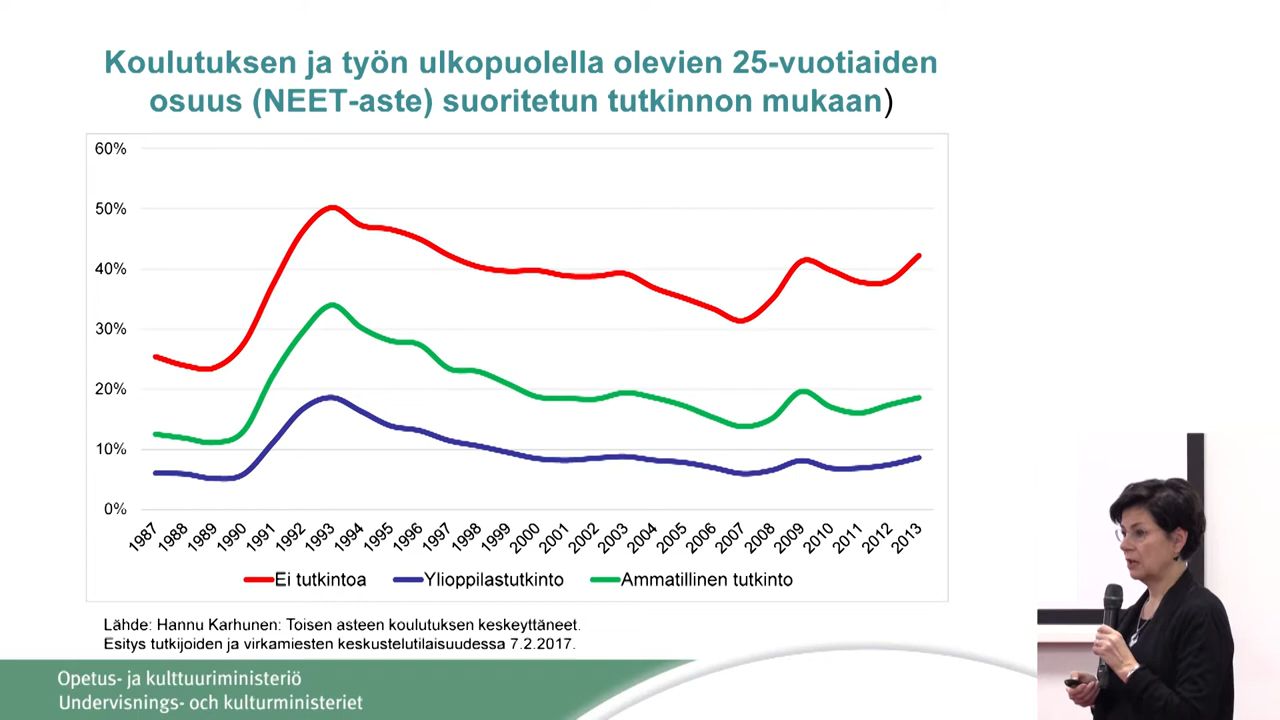 Koulutuksen ja työn ulkopuolella olevien 25-vuotiaiden
osuus (NEET-aste) suoritetun tutkinnon mukaan)
60%
50%
40%
30%
20%
10%
0%
1987 1988 1989 1990 1991 1992 1993 1994 1995 1996 1997 1998 1999 2000 2001 2002 2003 2004 2005 2006 2007 2008 2009 2010 2011 2012 2013
Ei tutkintoa Ylioppilastutkinto Ammatillinen tutkinto
Lähde: Hannu Karhunen: Toisen asteen koulutuksen keskeyttäneet.
Esitys tutkijoiden ja virkamiesten keskustelutilaisuudessa 7.2.2017.
Opetus- ja kulttuuriministeriö
Undervisnings- och kulturministeriet